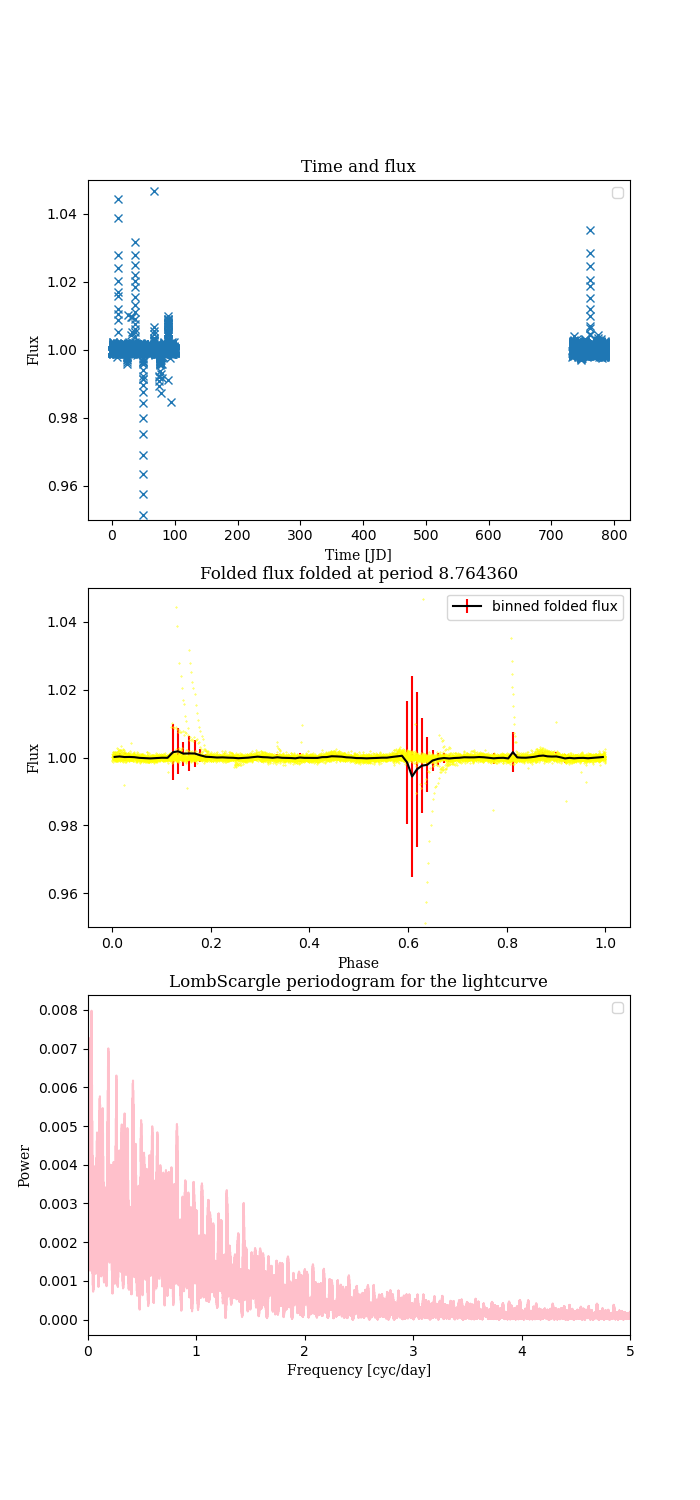 Time and flux
1.04
1.02
1.00
0.98
0.96
Flux
0 100 200 300 400 500 600 700 800
Time [JD]
Folded flux folded at period 8.764360
binned folded flux
1.04
1.02
1.00
0.98
0.96
Flux
0.0 0.2 0.4 0.6 0.8 1.0
Phase
LombScargle periodogram for the lightcurve
0.008
0.007
0.006
0.005
0.004
0.003
0.002
0.001
0.000
Power
0 1 2 3 4 5
Frequency [cyc/day]